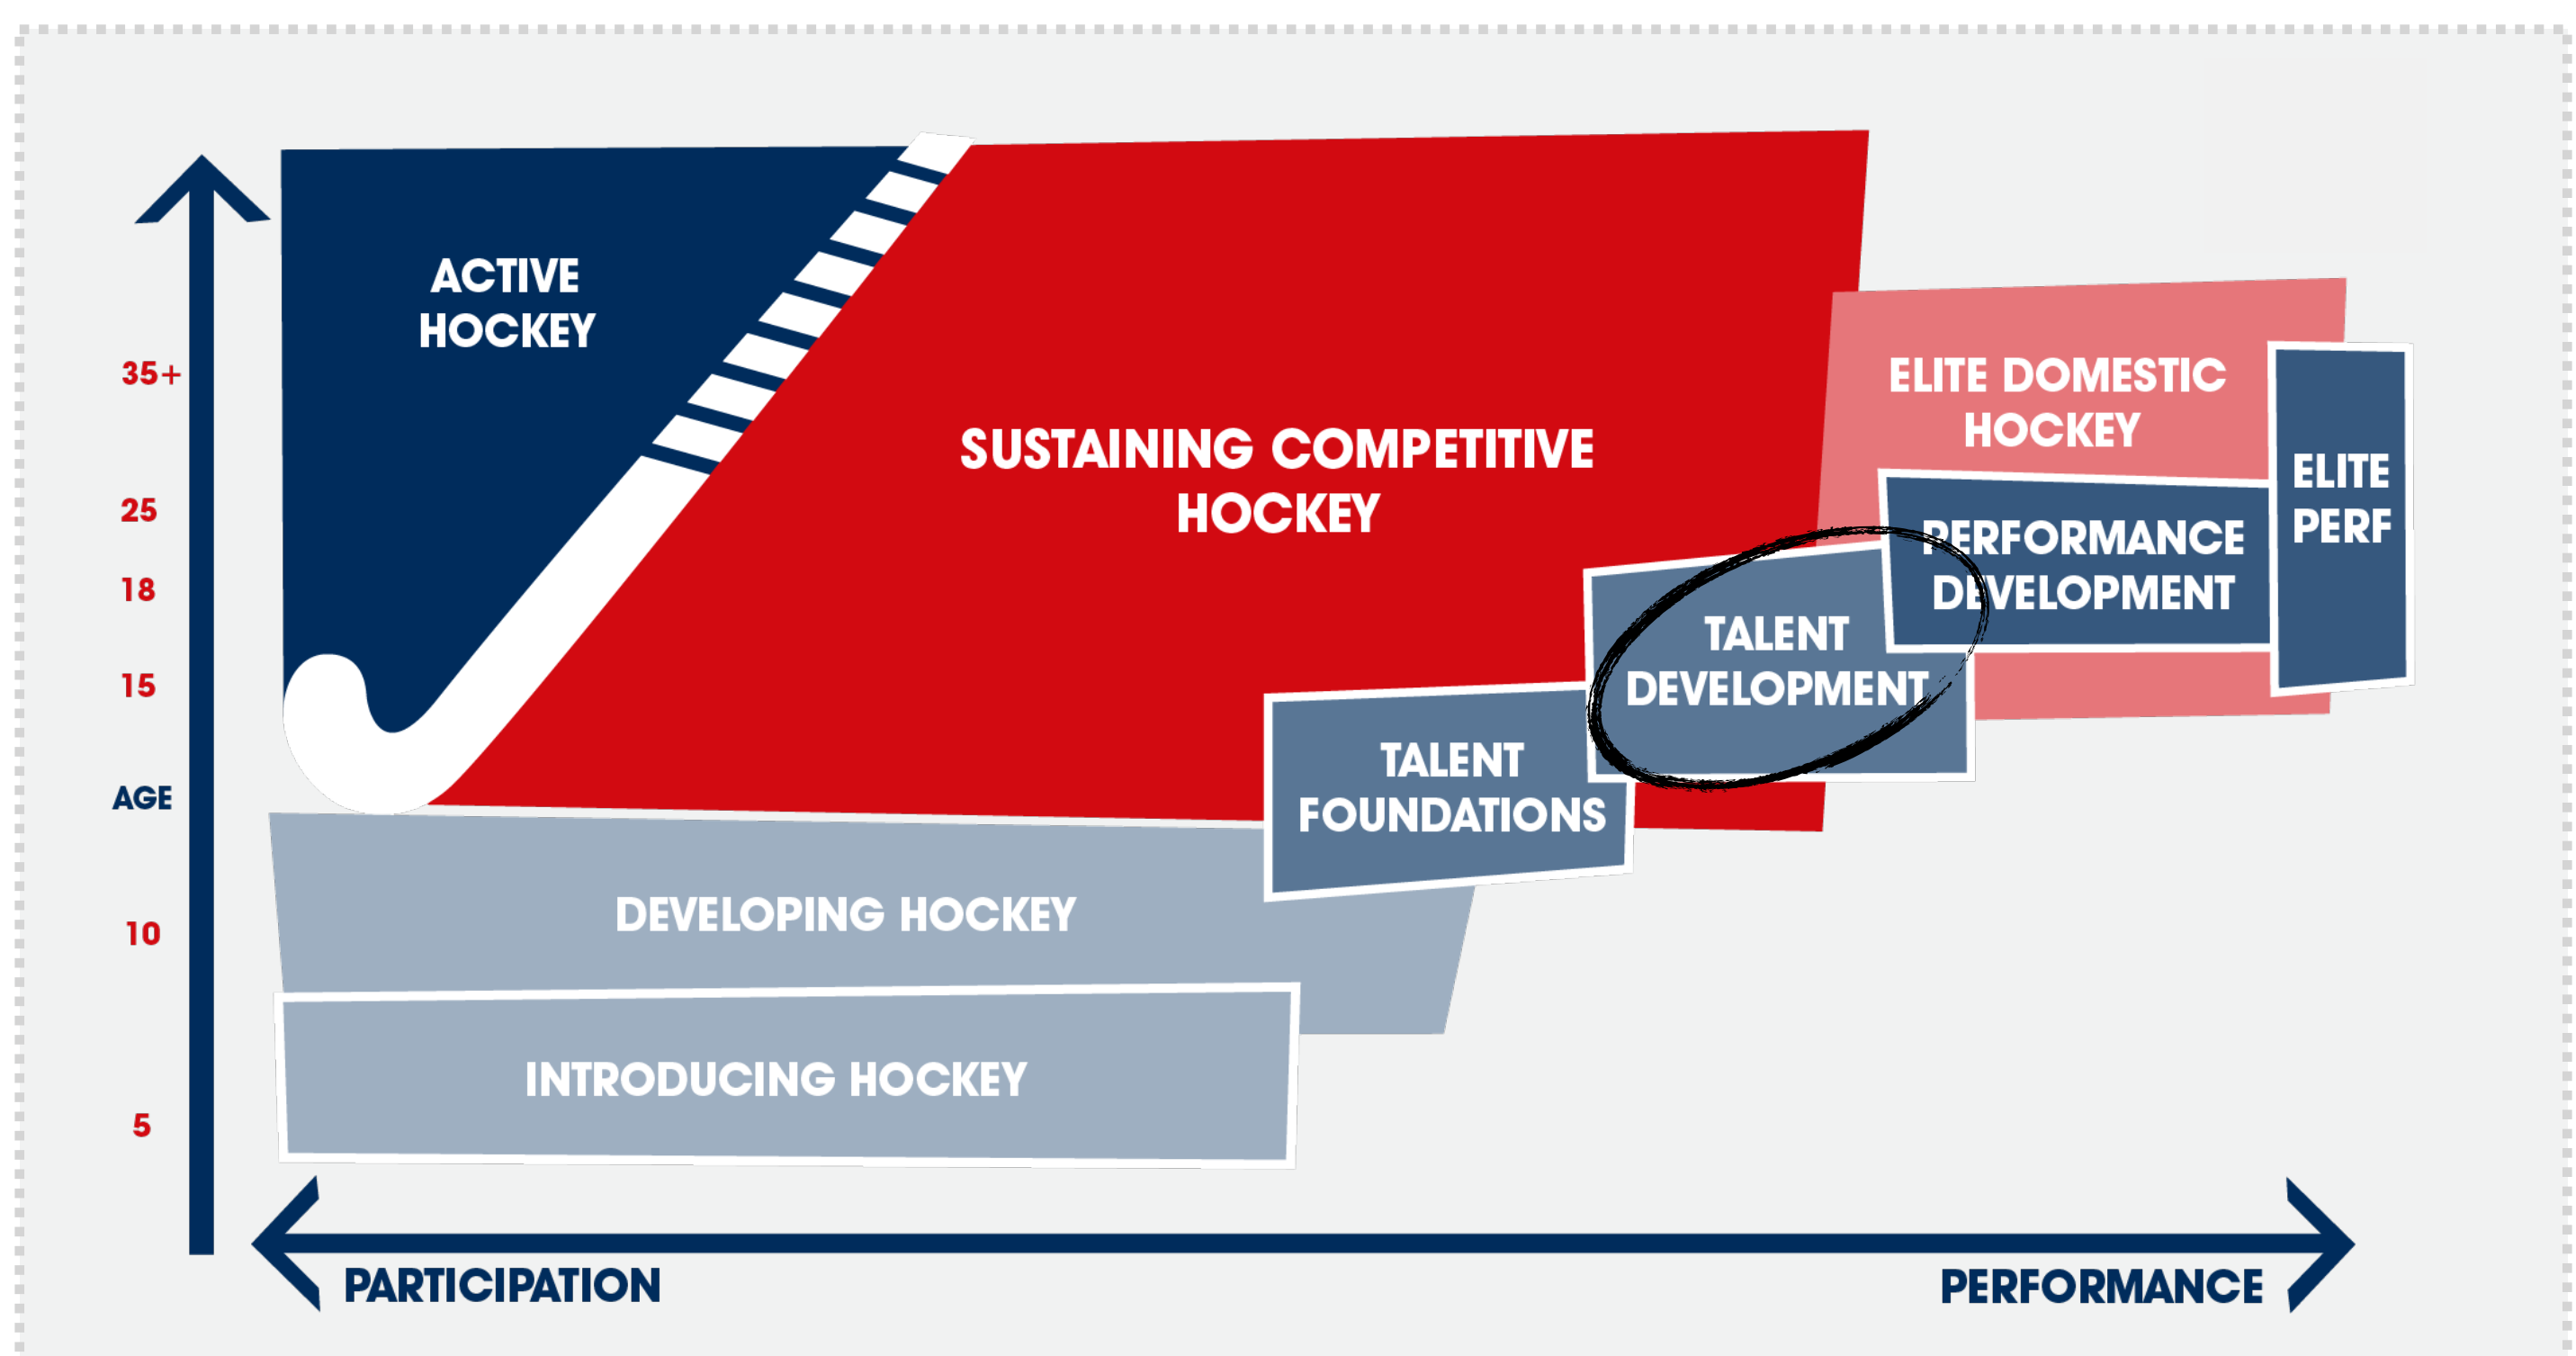 ACTIVE
HOCKEY
35+
25
18
15
AGE
10
5
SUSTAINING COMPETITIVE
HOCKEY
ELITE DOMESTIC
HOCKEY
ELITE
PERF
PERFORMANCE
DEVELOPMENT
TALENT
DEVELOPMENT
TALENT
FOUNDATIONS
DEVELOPING HOCKEY
INTRODUCING HOCKEY
PARTICIPATION
PERFORMANCE